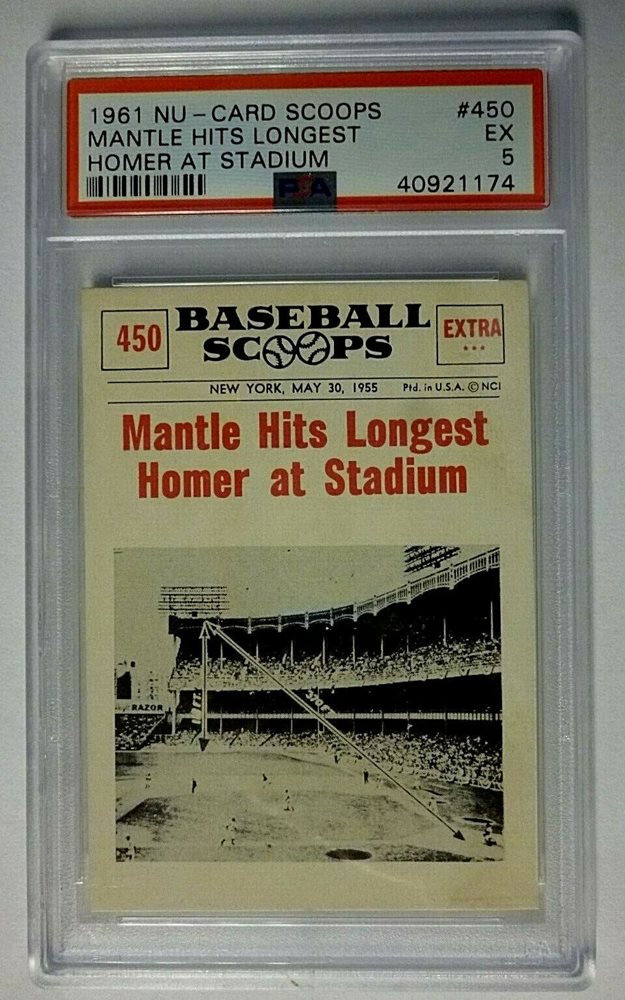 1961 NU-CARD SCOOPS #450
MANTLE HITS LONGEST EX
HOMER AT STADIUM 5
PSA 40921174
450 BASEBALL SCOOPS EXTRA
NEW YORK, MAY 30, 1955 Ptd. in U.S.A. © NCI
Mantle Hits Longest
Homer at Stadium
RAZOR